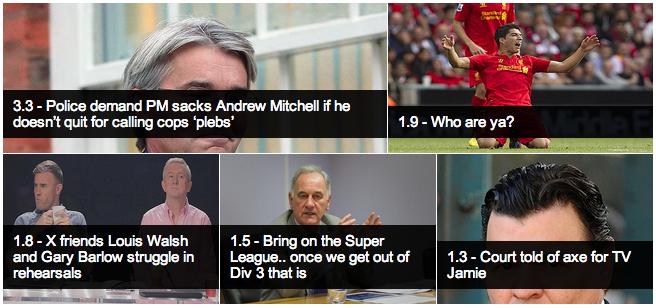 3.3 - Police demand PM sacks Andrew Mitchell if he
doesn't quit for calling cops ‘plebs’
1.9 - Who are ya?
1.8 - X friends Louis Walsh
and Gary Barlow struggle in
rehearsals
1.5 - Bring on the Super
League.. once we get out of
Div 3 that is
1.3 - Court told of axe for TV
Jamie